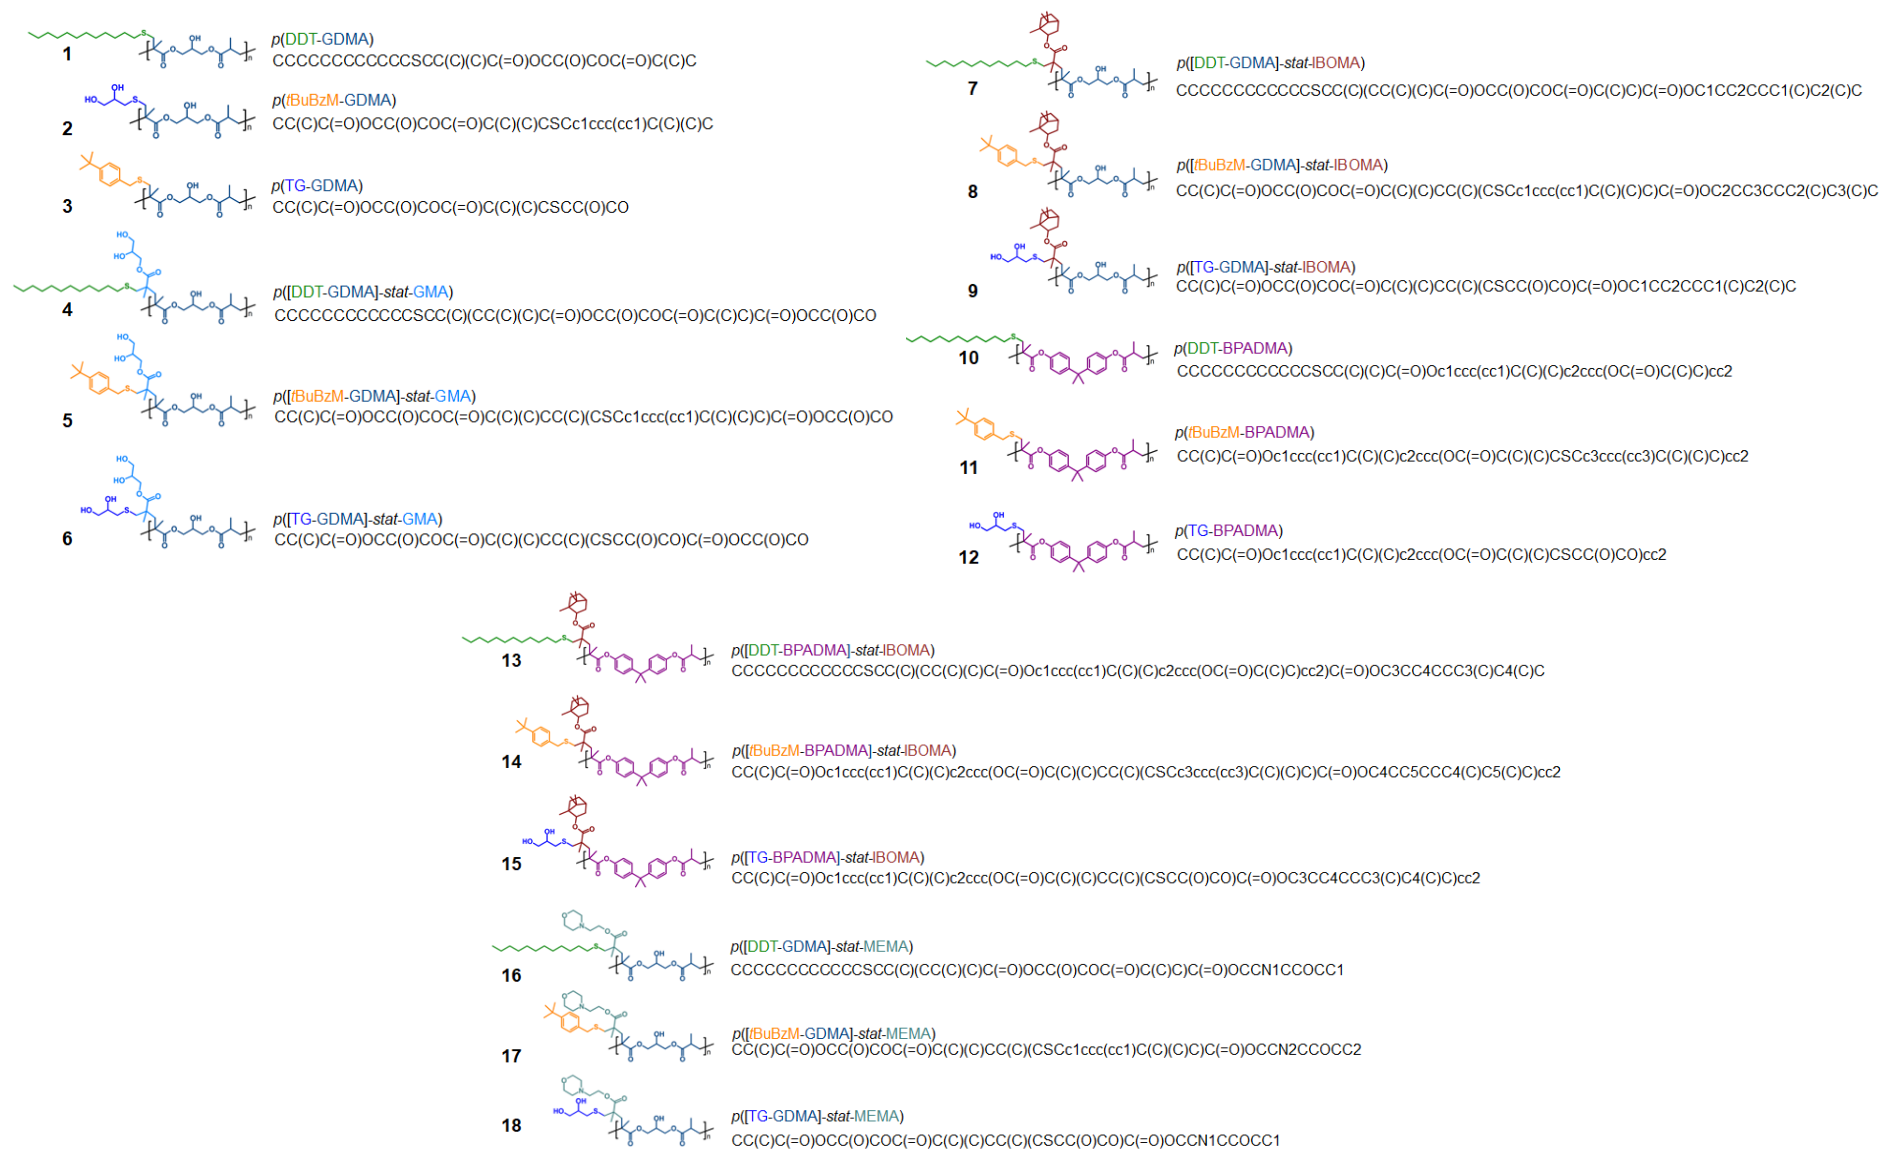 1
p(DDT-GDMA)
CCCCCCCCCCCCSCC(C)(C)C(=O)OCC(O)COC(=O)C(C)C
2
p(tBuBzM-GDMA)
CC(C)C(=O)OCC(O)COC(=O)C(C)(C)CSCc1ccc(cc1)C(C)(C)C
3
p(TG-GDMA)
CC(C)C(=O)OCC(O)COC(=O)C(C)(C)CSCC(O)CO
4
p([DDT-GDMA]-stat-GMA)
CCCCCCCCCCCCSCC(C)(CC(C)(C)C(=O)OCC(O)COC(=O)C(C)C)C(=O)OCC(O)CO
5
p([tBuBzM-GDMA]-stat-GMA)
CC(C)C(=O)OCC(O)COC(=O)C(C)(C)CC(C)(CSCc1ccc(cc1)C(C)(C)C)C(=O)OCC(O)CO
6
p([TG-GDMA]-stat-GMA)
CC(C)C(=O)OCC(O)COC(=O)C(C)(C)CC(C)(CSCC(O)CO)C(=O)OCC(O)CO
7
p([DDT-GDMA]-stat-IBOMA)
CCCCCCCCCCCCSCC(C)(CC(C)(C)C(=O)OCC(O)COC(=O)C(C)C)C(=O)OC1CC2CCC1(C)C2(C)C
8
p([tBuBzM-GDMA]-stat-IBOMA)
CC(C)C(=O)OCC(O)COC(=O)C(C)(C)CC(C)(CSCc1ccc(cc1)C(C)(C)C)C(=O)OC2CC3CCC2(C)C3(C)C
9
p([TG-GDMA]-stat-IBOMA)
CC(C)C(=O)OCC(O)COC(=O)C(C)(C)CC(C)(CSCC(O)CO)C(=O)OC1CC2CCC1(C)C2(C)C
10
p(DDT-BPADMA)
CCCCCCCCCCCCSCC(C)(C)C(=O)Oc1ccc(cc1)C(C)(C)c2ccc(OC(=O)C(C)C)cc2
11
p(tBuBzM-BPADMA)
CC(C)C(=O)Oc1ccc(cc1)C(C)(C)c2ccc(OC(=O)C(C)(C)CSCc3ccc(cc3)C(C)(C)C)cc2
12
p(TG-BPADMA)
CC(C)C(=O)Oc1ccc(cc1)C(C)(C)c2ccc(OC(=O)C(C)(C)CSCC(O)CO)cc2
13
p([DDT-BPADMA]-stat-IBOMA)
CCCCCCCCCCCCSCC(C)(CC(C)(C)C(=O)Oc1ccc(cc1)C(C)(C)c2ccc(OC(=O)C(C)C)cc2)C(=O)OC3CC4CCC3(C)C4(C)C
14
p([tBuBzM-BPADMA]-stat-IBOMA)
CC(C)C(=O)Oc1ccc(cc1)C(C)(C)c2ccc(OC(=O)C(C)(C)CC(C)(CSCc3ccc(cc3)C(C)(C)C)C(=O)OC4CC5CCC4(C)C5(C)C)cc2
15
p([TG-BPADMA]-stat-IBOMA)
CC(C)C(=O)Oc1ccc(cc1)C(C)(C)c2ccc(OC(=O)C(C)(C)CC(C)(CSCC(O)CO)C(=O)OC3CC4CCC3(C)C4(C)C)cc2
16
p([DDT-GDMA]-stat-MEMA)
CCCCCCCCCCCCSCC(C)(CC(C)(C)C(=O)OCC(O)COC(=O)C(C)C)C(=O)OCCN1CCOCC1
17
p([tBuBzM-GDMA]-stat-MEMA)
CC(C)C(=O)OCC(O)COC(=O)C(C)(C)CC(C)(CSCc1ccc(cc1)C(C)(C)C)C(=O)OCCN2CCOCC2
18
p([TG-GDMA]-stat-MEMA)
CC(C)C(=O)OCC(O)COC(=O)C(C)(C)CC(C)(CSCC(O)CO)C(=O)OCCN1CCOCC1